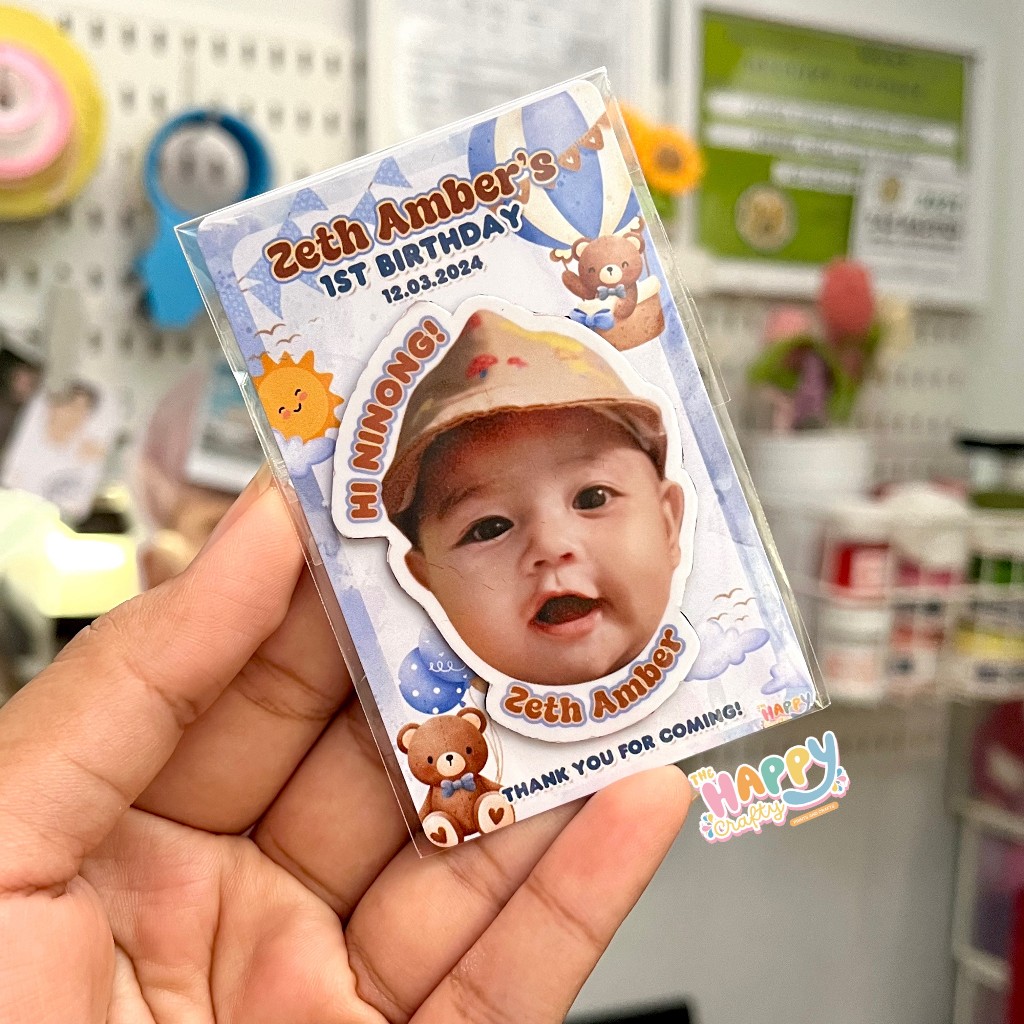 Zeth Amber's
1ST BIRTHDAY
12.03.2024
HI NINONG!
Zeth Amber
THANK YOU FOR COMING!
THE HAPPY
THE HAPPY
Crafty